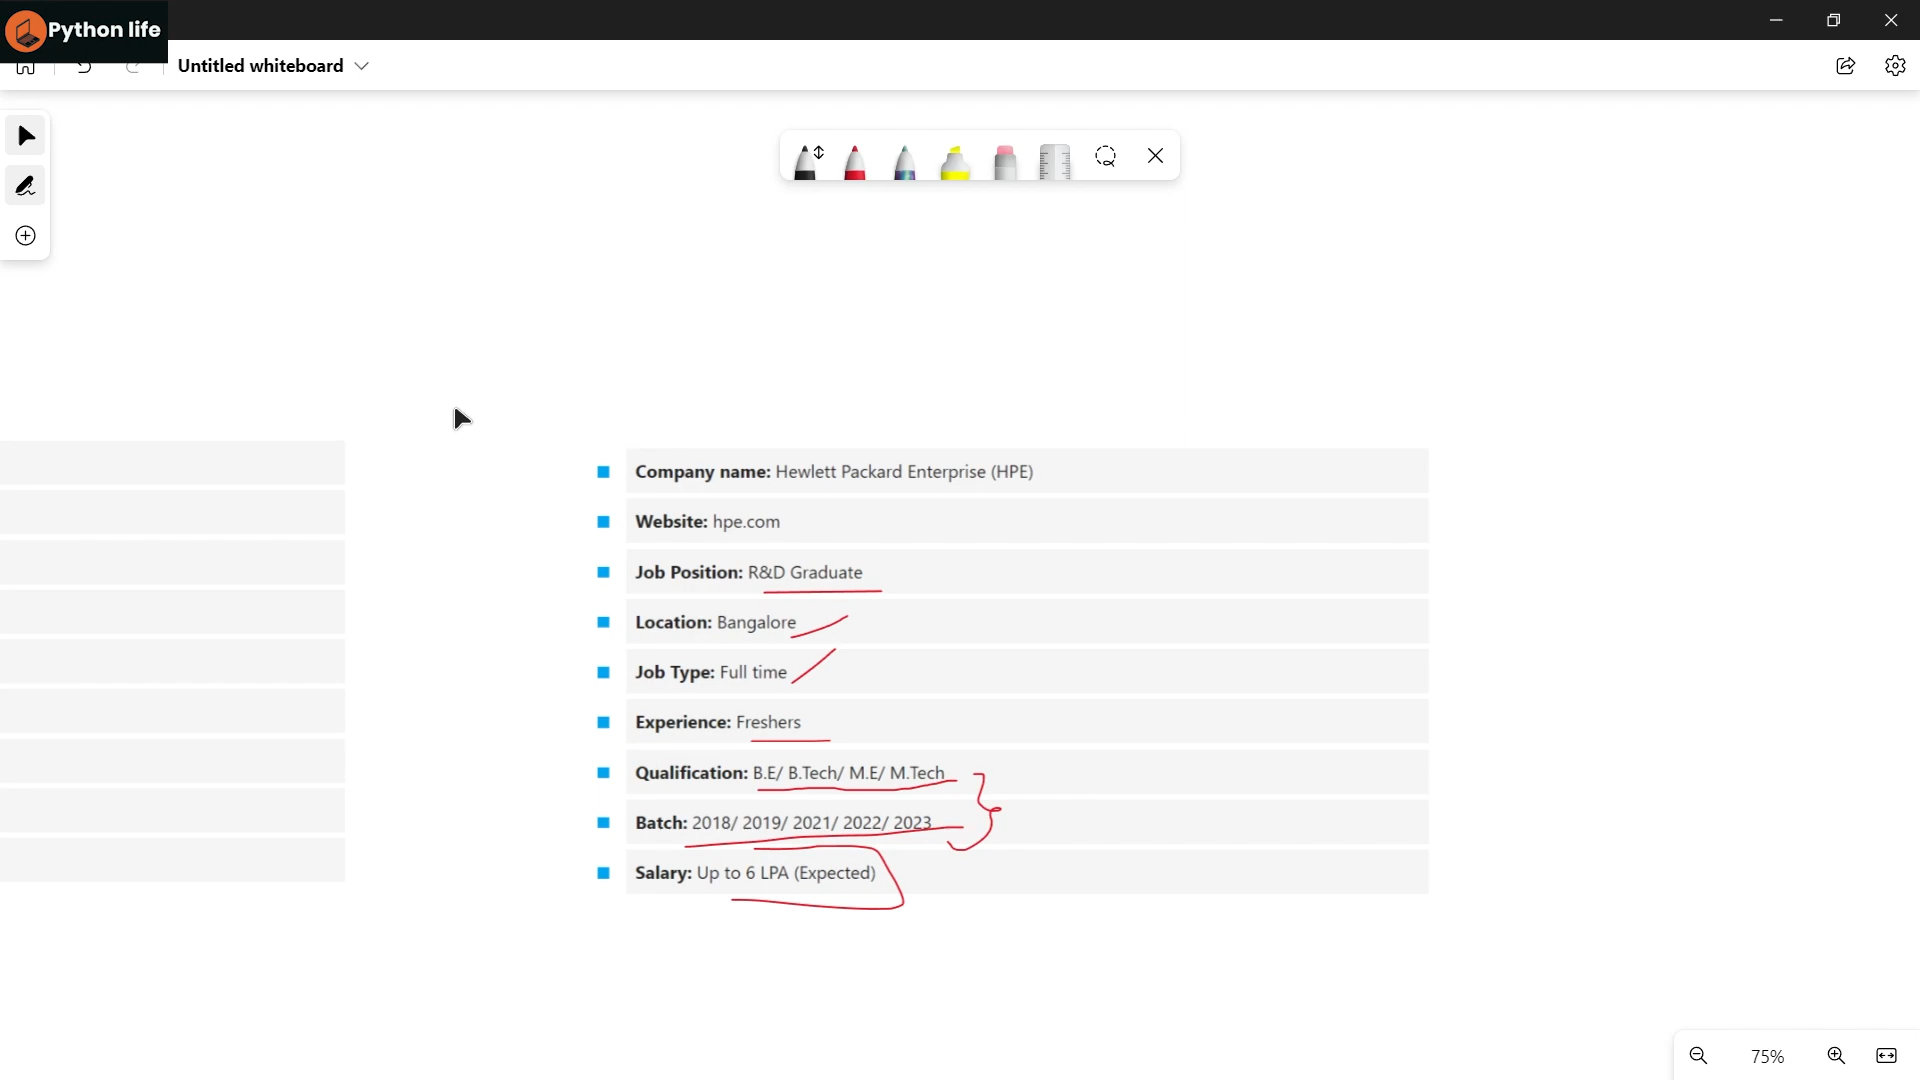 Python life
Untitled whiteboard
Company name: Hewlett Packard Enterprise (HPE)
Website: hpe.com
Job Position: R&D Graduate
Location: Bangalore
Job Type: Full time
Experience: Freshers
Qualification: B.E/ B.Tech/ M.E/ M.Tech
Batch: 2018/ 2019/ 2021/ 2022/ 2023
Salary: Up to 6 LPA (Expected)
75%